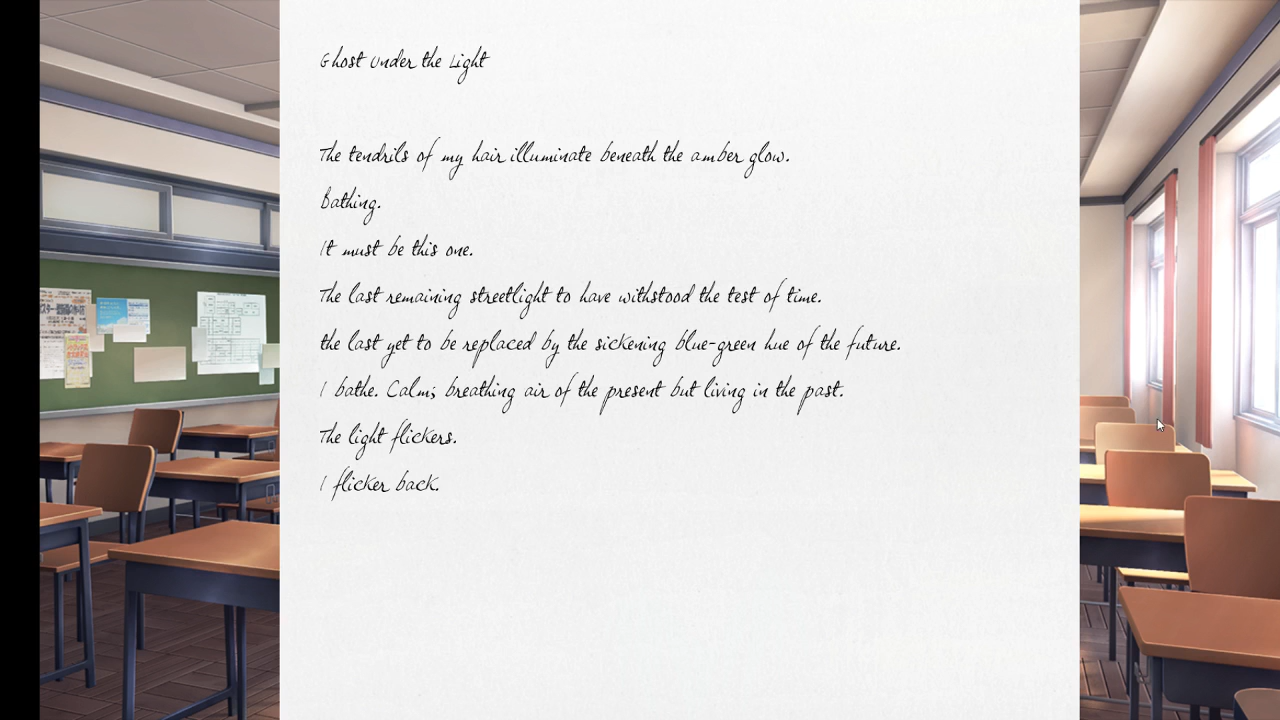 Ghost Under the Light
The tendrils of my hair illuminate beneath the amber glow.
Bathing.
It must be this one.
The last remaining streetlight to have withstood the test of time.
the last yet to be replaced by the sickening blue-green hue of the future.
I bathe. Calm; breathing air of the present but living in the past.
The light flickers.
I flicker back.